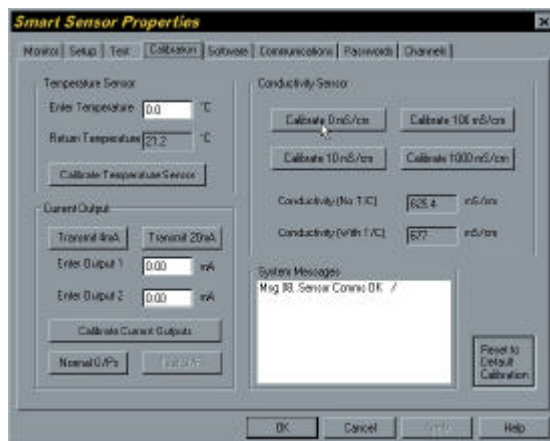 Smart Sensor Properties
Monitor Setup Test Calibration Software Communications Passwords Channels
Temperature Sensor
Enter Temperature 0.0 °C
Return Temperature 21.2 °C
Calibrate Temperature Sensor
Current Output
Transmit 4mA Transmit 20mA
Enter Output 1 0.00 mA
Enter Output 2 0.00 mA
Calibrate Current Outputs
Normal O/Ps
Conductivity Sensor
Calibrate 0 mS/cm Calibrate 100 mS/cm
Calibrate 10 mS/cm Calibrate 1000 mS/cm
Conductivity (No T/C) 625.4 mS/cm
Conductivity (With T/C) 677 mS/cm
System Messages
Msg 08. Sensor Comms OK /
Reset to
Default
Calibration
OK Cancel Apply Help